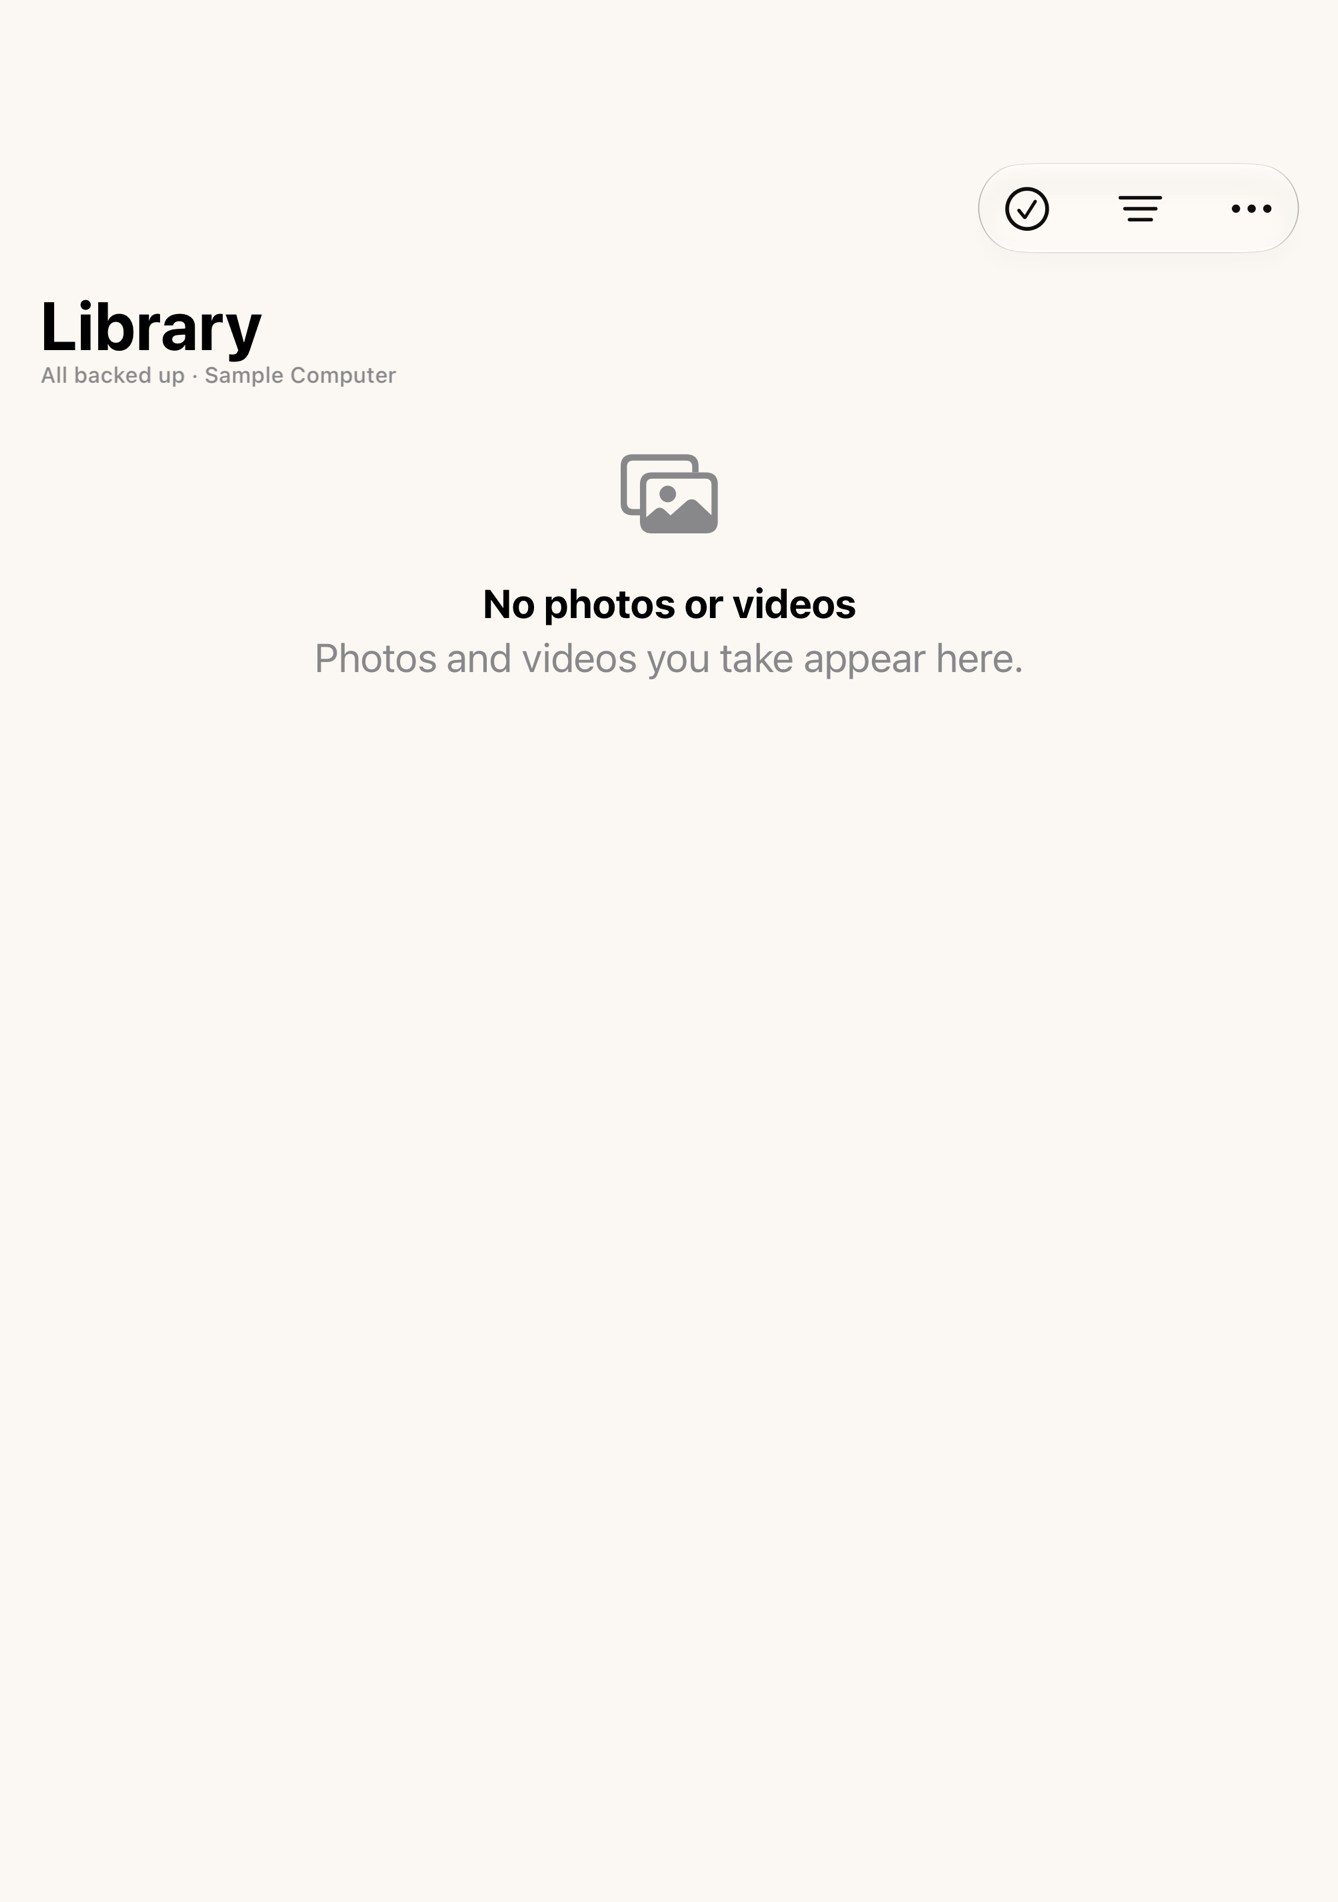 Library
All backed up · Sample Computer
No photos or videos
Photos and videos you take appear here.